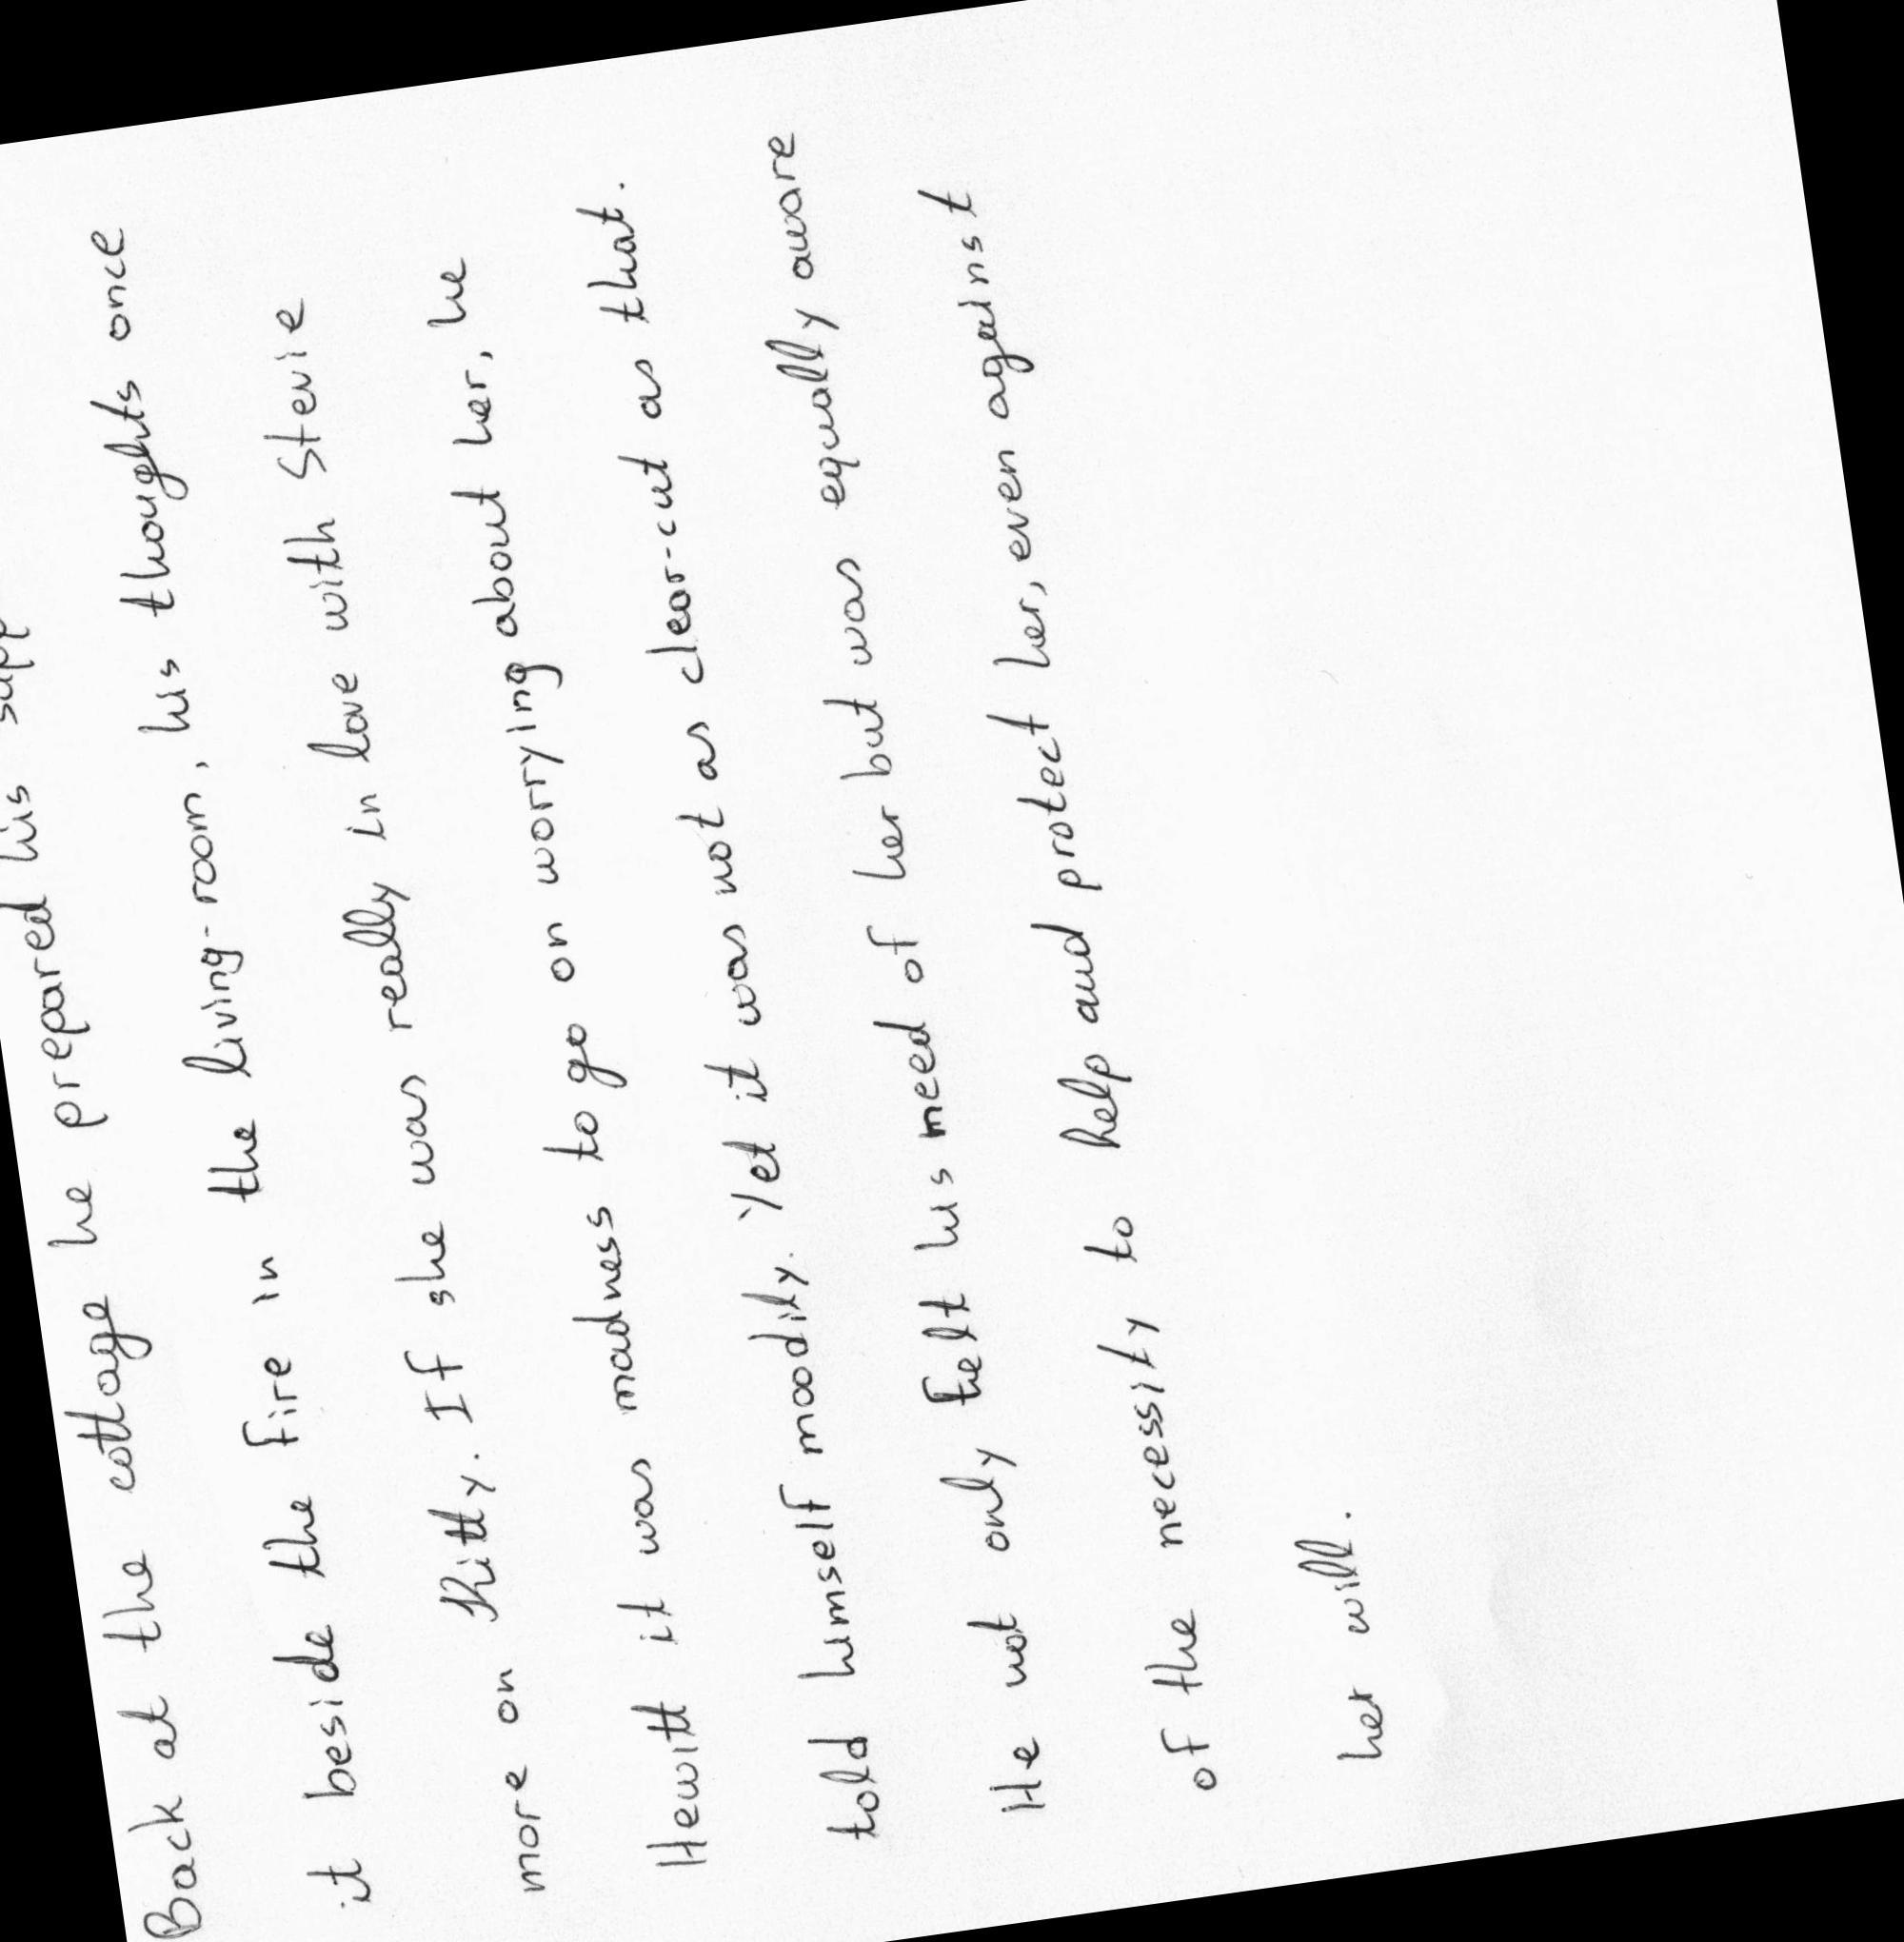 Back at the cottage he prepared his
it beside the fire in the living-room, his thoughts once
more on Kitty. If she was really in love with Stevie
Hewitt it was madness to go on worrying about her, he
told himself moodily. Yet it was not as clear-cut as that.
He not only felt his need of her but was equally aware
of the necessity to help and protect her, even against
her will.